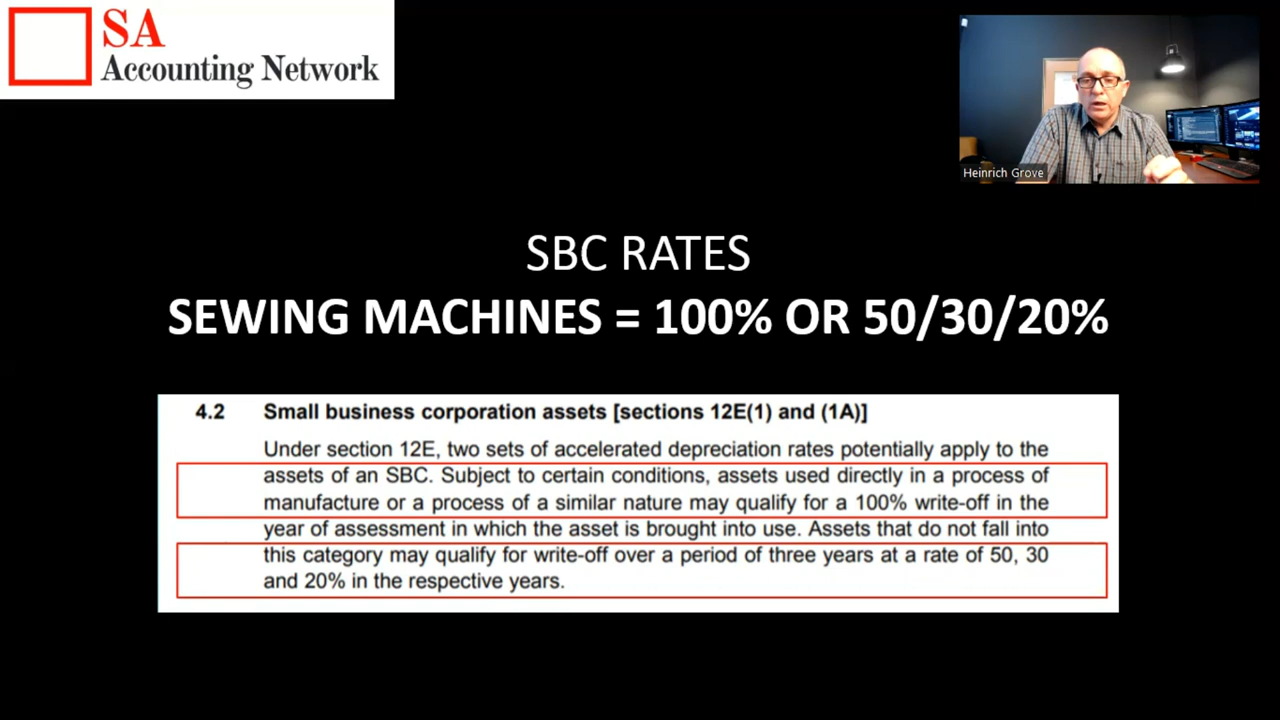 SA
Accounting Network
Heinrich Grove
SBC RATES
SEWING MACHINES = 100% OR 50/30/20%
4.2 Small business corporation assets [sections 12E(1) and (1A)]
Under section 12E, two sets of accelerated depreciation rates potentially apply to the
assets of an SBC. Subject to certain conditions, assets used directly in a process of
manufacture or a process of a similar nature may qualify for a 100% write-off in the
year of assessment in which the asset is brought into use. Assets that do not fall into
this category may qualify for write-off over a period of three years at a rate of 50, 30
and 20% in the respective years.